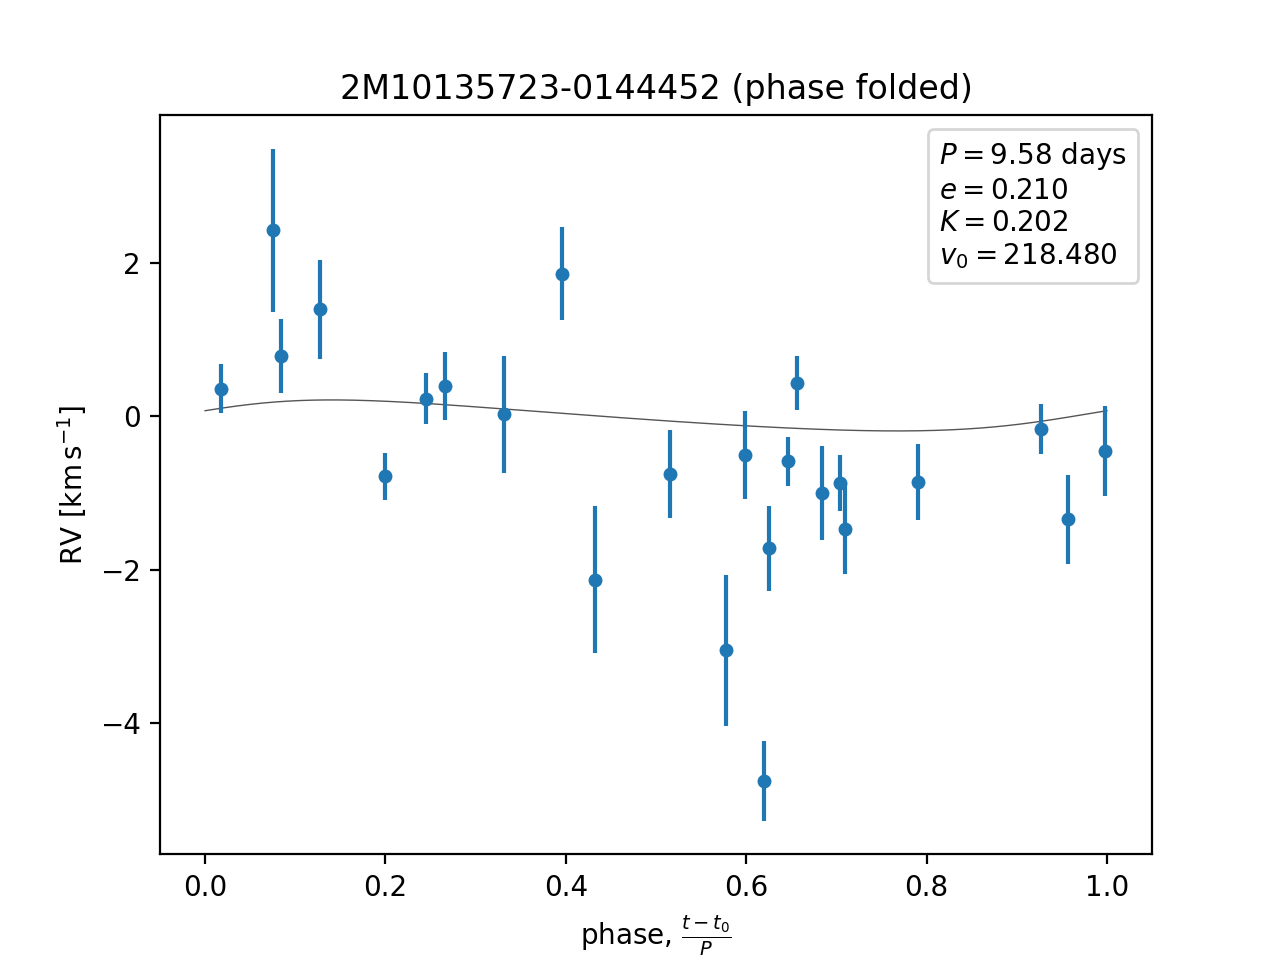 2M10135723-0144452 (phase folded)
P = 9.58 days
e = 0.210
K = 0.202
v₀ = 218.480
RV [km s⁻¹]
2
0
−2
−4
0.0 0.2 0.4 0.6 0.8 1.0
phase, (t − t₀)/P